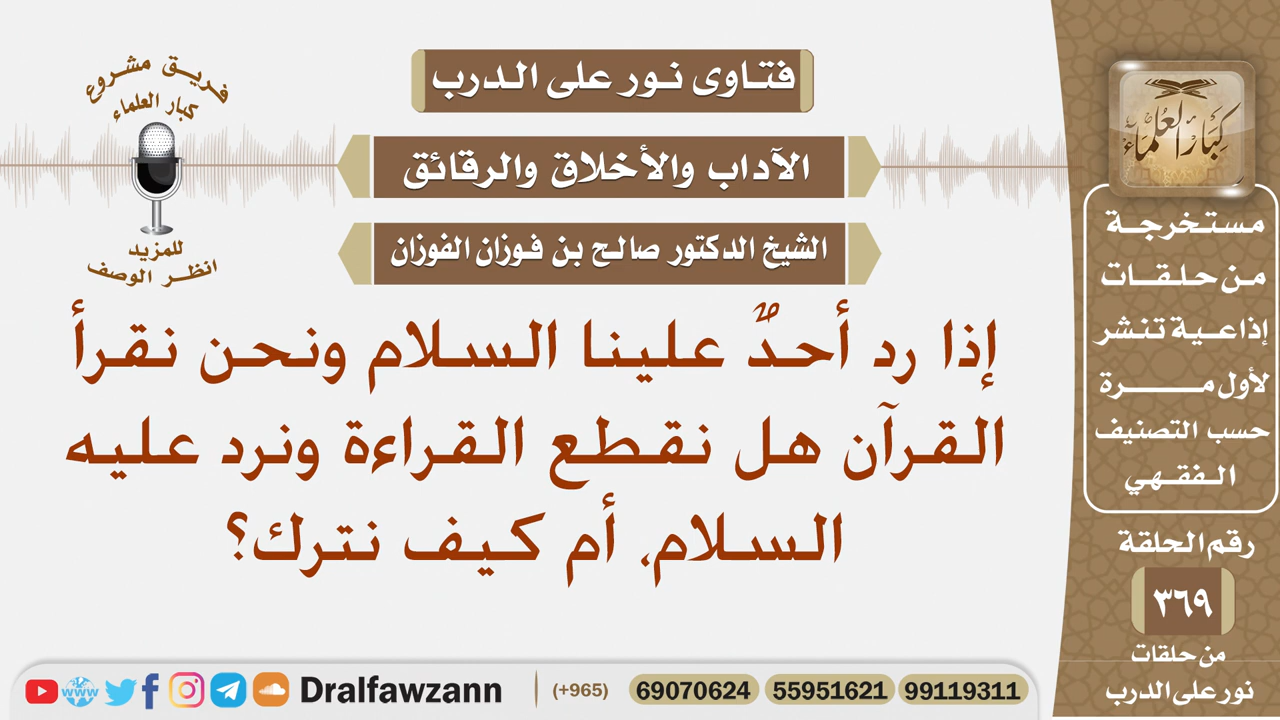 فتاوى نور على الدرب
الآداب والأخلاق والرقائق
الشيخ الدكتور صالح بن فوزان الفوزان
إذا رد أحدٌ علينا السلام ونحن نقرأ
القرآن هل نقطع القراءة ونرد عليه
السلام، أم كيف نترك؟
فريق مشروع
كبار العلماء
للمزيد
انظر الوصف
كبار العلماء
مستخرجة
من حلقات
إذاعية تنشر
لأول مرة
حسب التصنيف
الفقهي
رقم الحلقة
٣٦٩
من حلقات
نور على الدرب
www Dralfawzann (+965) 69070624 55951621 99119311